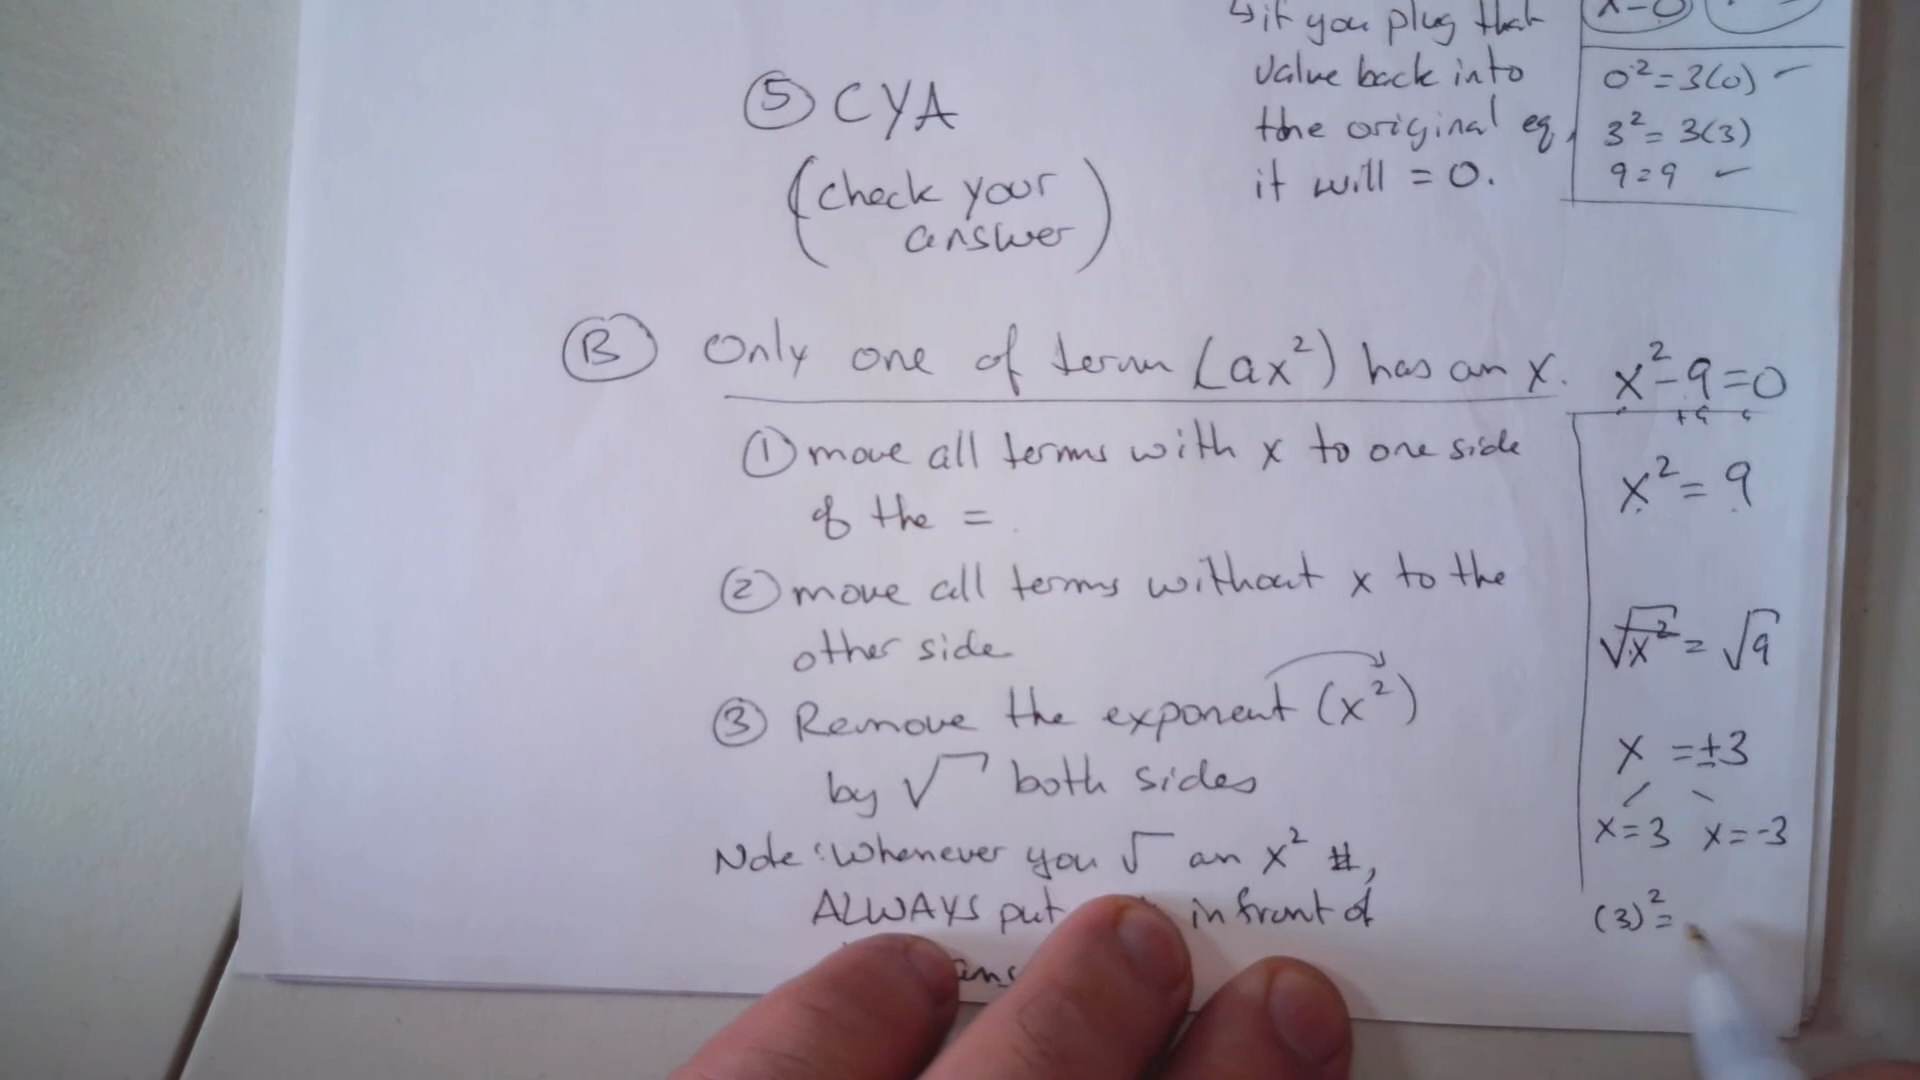 ↳ if you plug that
value back into
the original eq,
it will = 0.
x-0
0² = 3(0) ✓
3² = 3(3)
9 = 9 ✓
⑤ CYA
(check your
answer)
Ⓑ Only one of term (ax²) has an x.
① move all terms with x to one side
of the =
② move all terms without x to the
other side
③ Remove the exponent (x²)
by √ both sides
Note: Whenever you √ an x² #,
ALWAYS put in front of
ans
x² - 9 = 0
x² = 9
√x² = √9
x = ±3
x = 3 x = -3
(3)² =